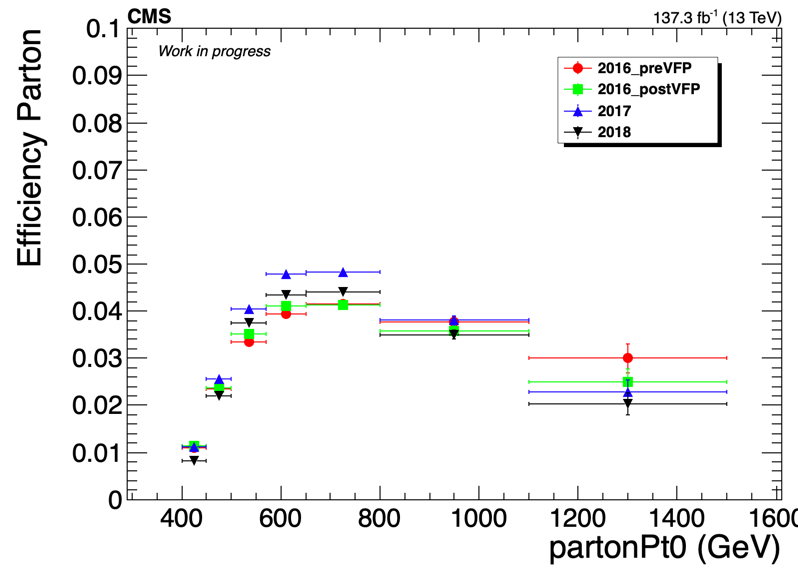 CMS
137.3 fb⁻¹ (13 TeV)
Work in progress
2016_preVFP
2016_postVFP
2017
2018
Efficiency Parton
0.1
0.09
0.08
0.07
0.06
0.05
0.04
0.03
0.02
0.01
0
400 600 800 1000 1200 1400 1600
partonPt0 (GeV)